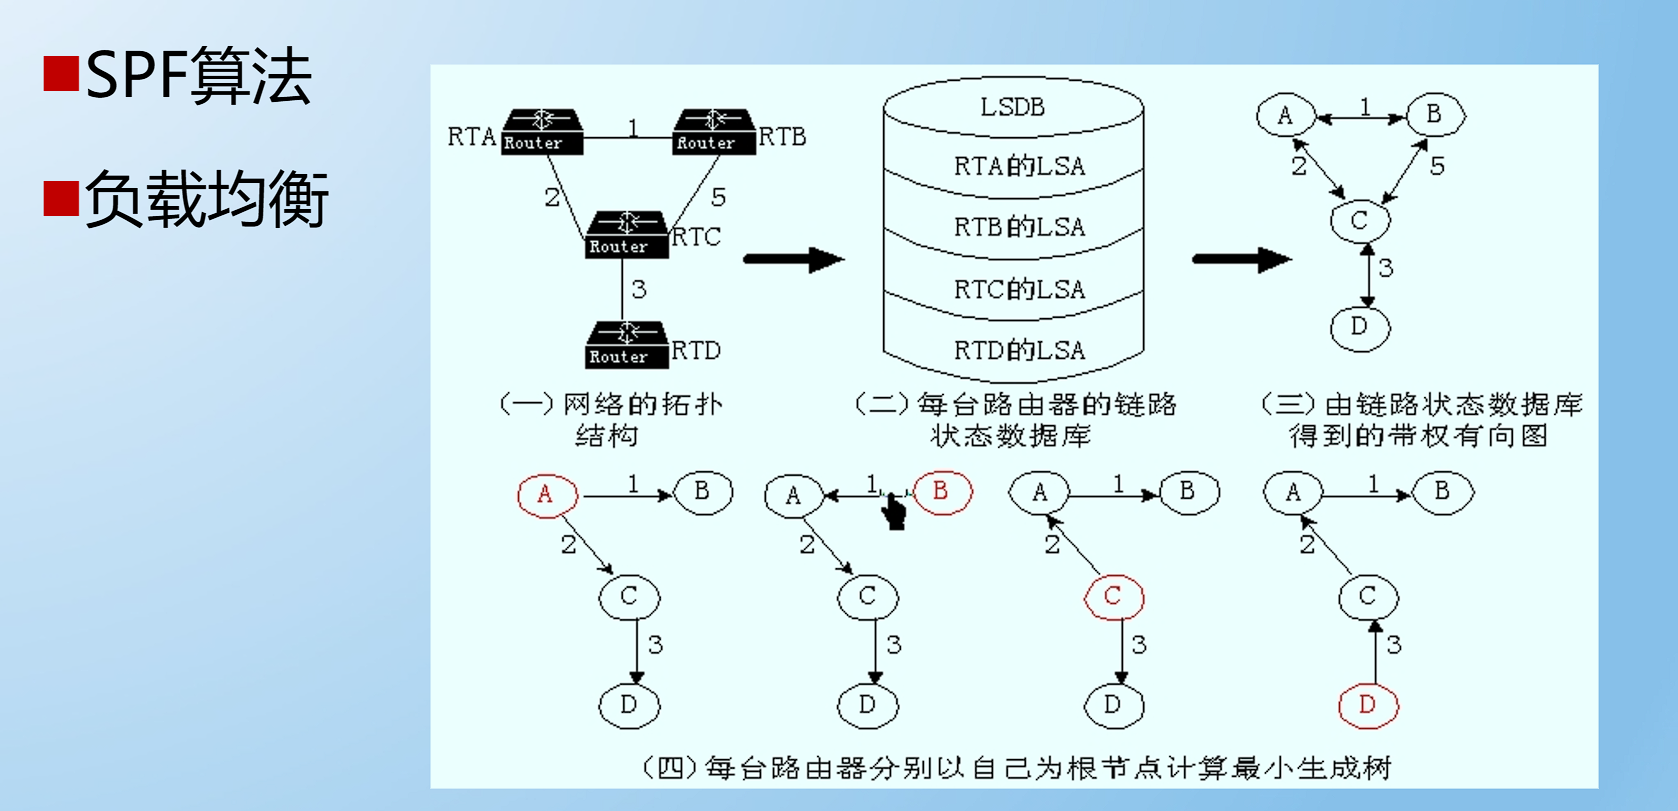 SPF算法
负载均衡
RTA Router 1 Router RTB
2 5
Router RTC
3
Router RTD
LSDB
RTA的LSA
RTB的LSA
RTC的LSA
RTD的LSA
A 1 B
2 5
C
3
D
(一)网络的拓扑
结构
(二)每台路由器的链路
状态数据库
(三)由链路状态数据库
得到的带权有向图
A 1 B
2
C
3
D
A 1 B
2
C
3
D
A 1 B
2
C
3
D
A 1 B
2
C
3
D
(四)每台路由器分别以自己为根节点计算最小生成树